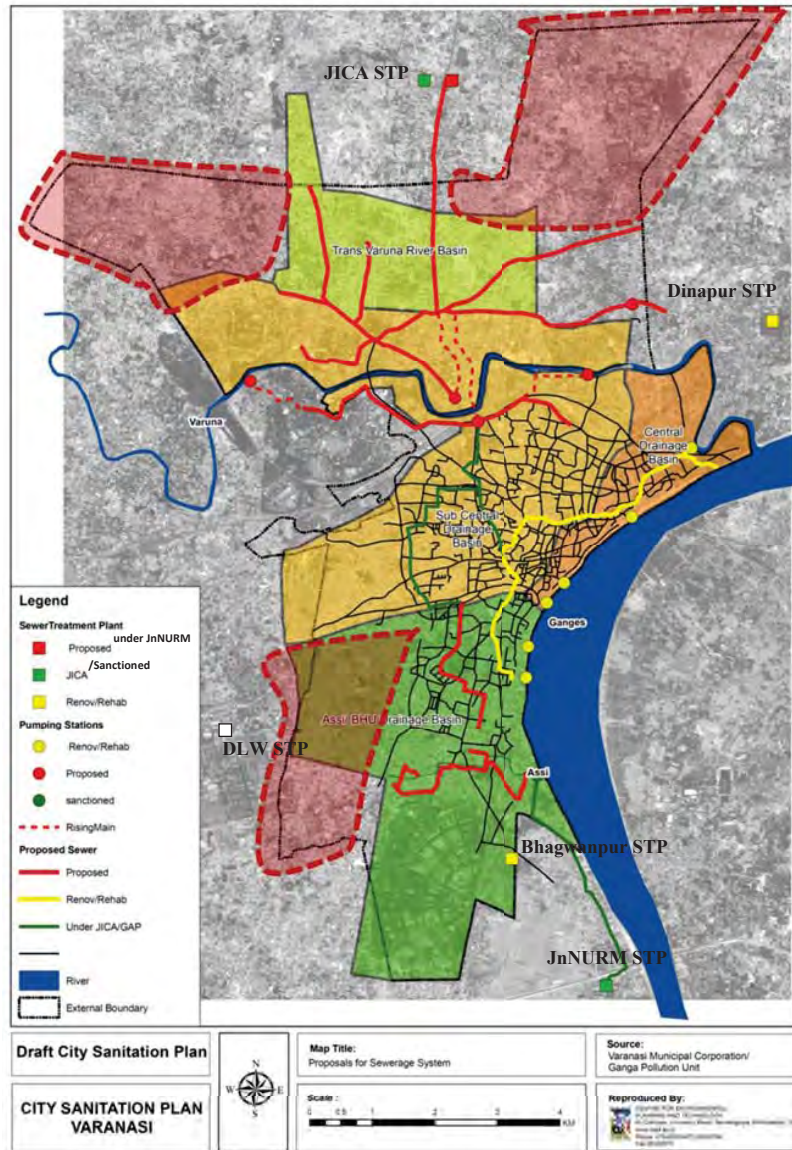 JICA STP
Trans Varuna River Basin
Dinapur STP
Varuna
Central
Drainage
Basin
Sub Central
Drainage
Basin
Ganges
Assi BHU Drainage Basin
DLW STP
Assi
Bhagwanpur STP
JnNURM STP
Legend
SewerTreatment Plant
Proposed under JnNURM
/Sanctioned
JICA
Renov/Rehab
Pumping Stations
Renov/Rehab
Proposed
sanctioned
RisingMain
Proposed Sewer
Proposed
Renov/Rehab
Under JICA/GAP
River
External Boundary
Draft City Sanitation Plan
CITY SANITATION PLAN
VARANASI
N
W E
S
Map Title:
Proposals for Sewerage System
Scale :
0 0.5 1 2 3 4
KM
Source:
Varanasi Municipal Corporation/
Ganga Pollution Unit
Reproduced By: